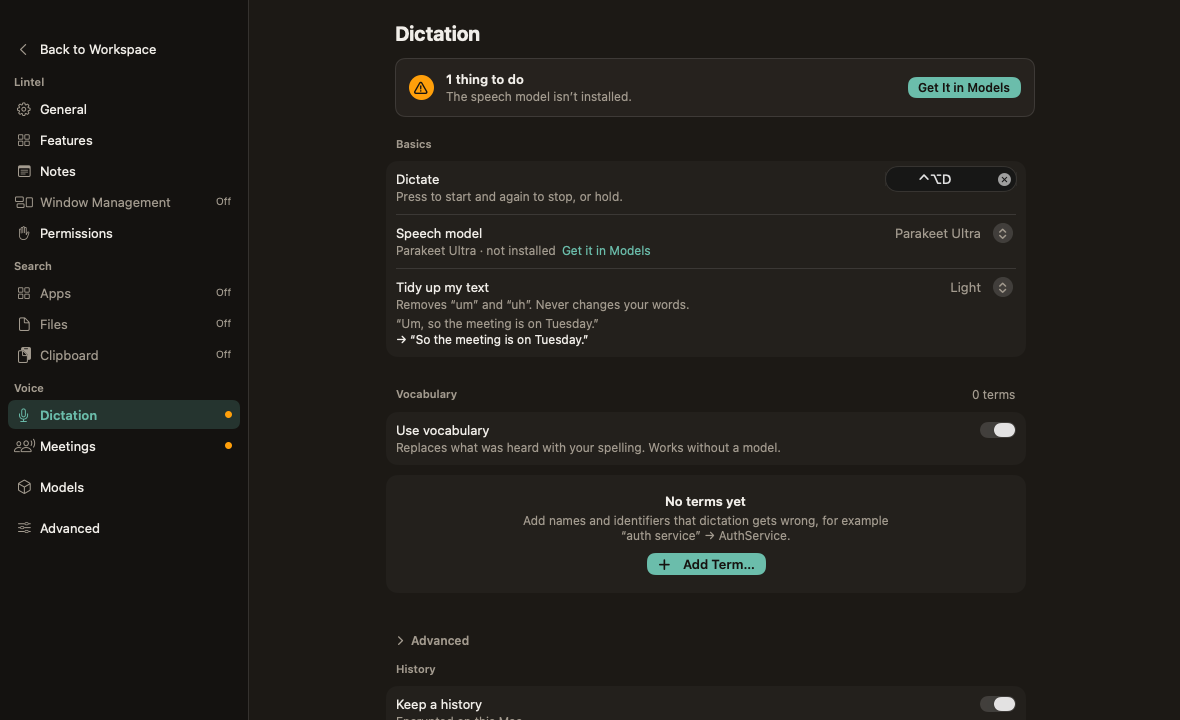 Back to Workspace
Lintel
General
Features
Notes
Window Management Off
Permissions
Search
Apps Off
Files Off
Clipboard Off
Voice
Dictation
Meetings
Models
Advanced
Dictation
1 thing to do
The speech model isn’t installed.
Get It in Models
Basics
Dictate
Press to start and again to stop, or hold.
⌃⌥D
Speech model
Parakeet Ultra · not installed Get it in Models
Parakeet Ultra
Tidy up my text
Removes “um” and “uh”. Never changes your words.
“Um, so the meeting is on Tuesday.”
→ “So the meeting is on Tuesday.”
Light
Vocabulary 0 terms
Use vocabulary
Replaces what was heard with your spelling. Works without a model.
No terms yet
Add names and identifiers that dictation gets wrong, for example
“auth service” → AuthService.
+ Add Term…
Advanced
History
Keep a history
Encrypted on this Mac